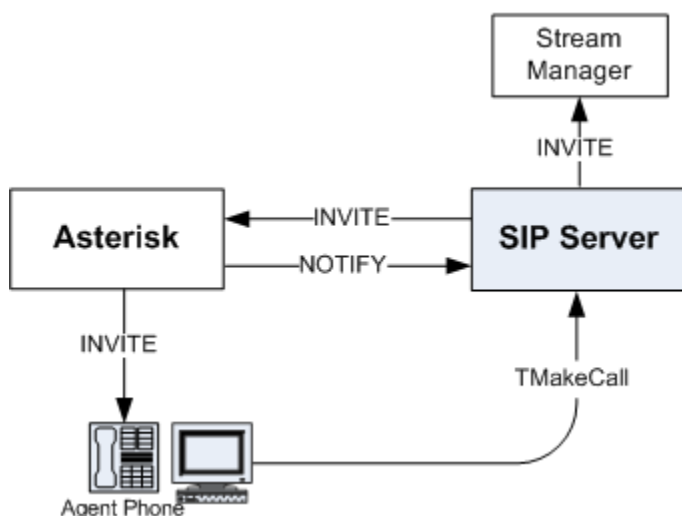 Stream
Manager
INVITE
INVITE
Asterisk
SIP Server
NOTIFY
INVITE
TMakeCall
Agent Phone